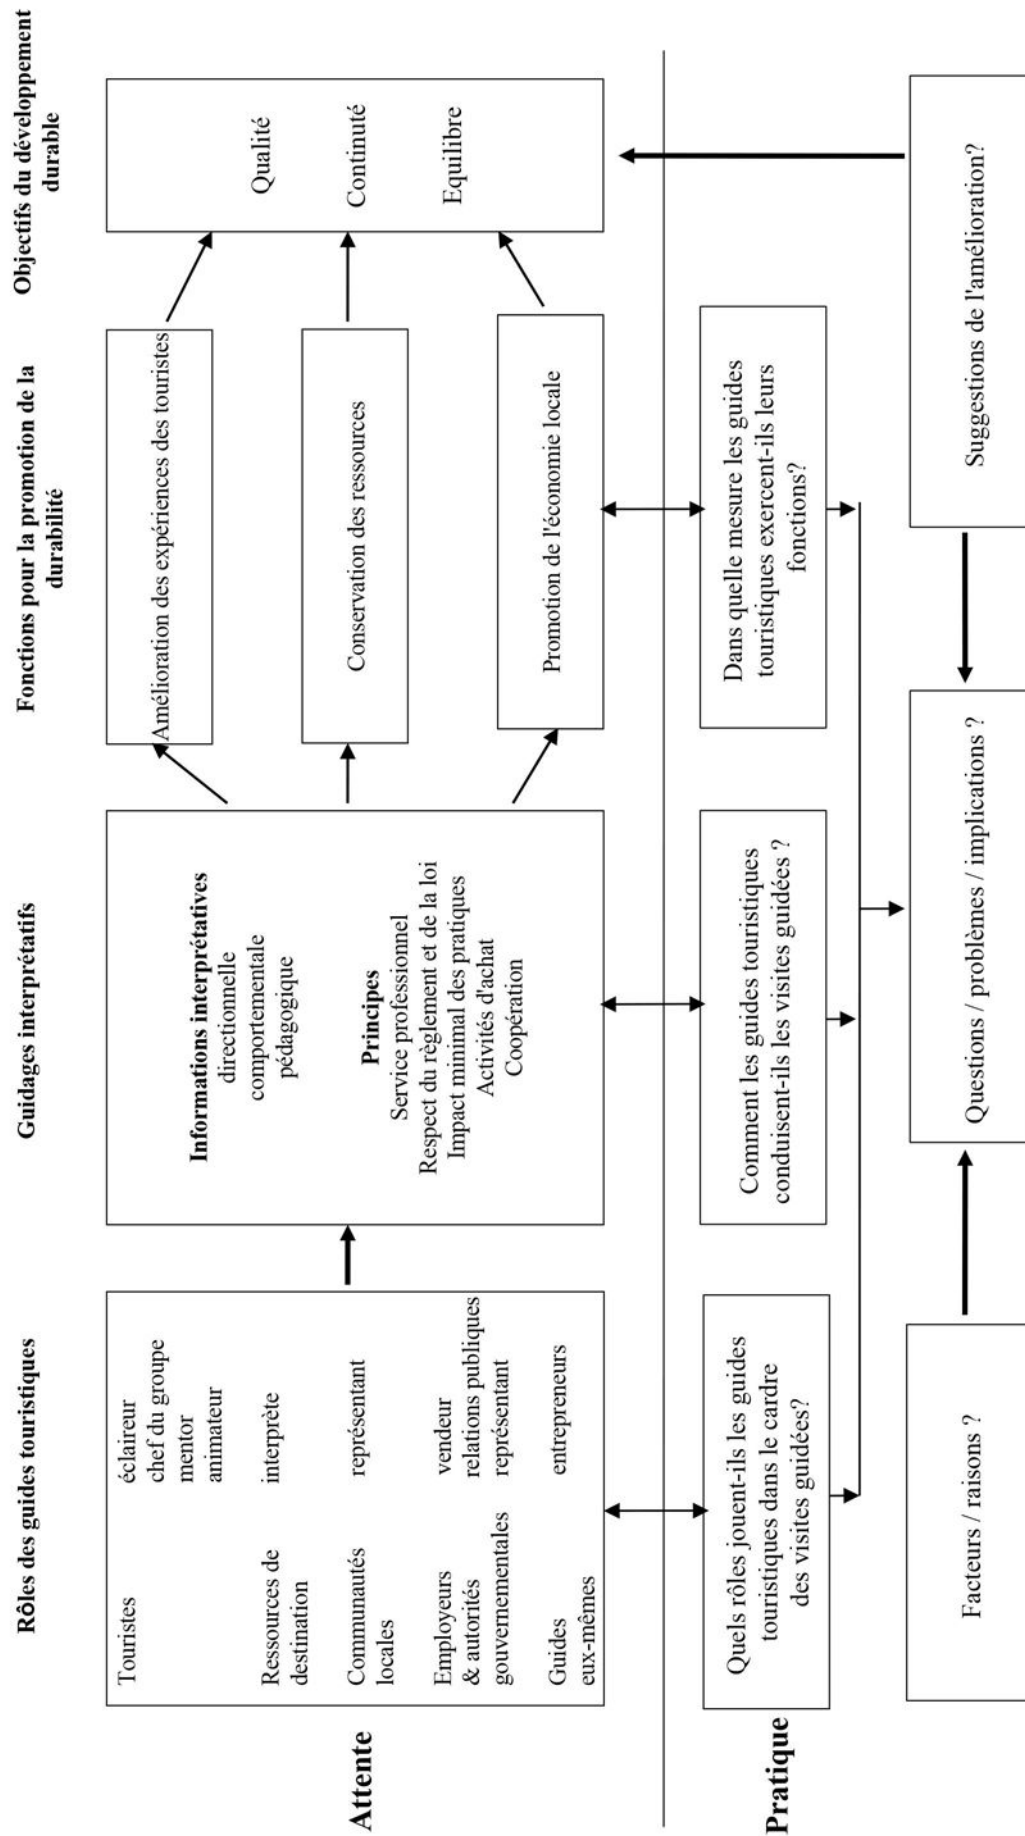 Rôles des guides touristiques
Guidages interprétatifs
Fonctions pour la promotion de la
durabilité
Objectifs du développement
durable
Attente
Touristes
éclaireur
chef du groupe
mentor
animateur
Ressources de
destination
interprète
Communautés
locales
représentant
Employeurs
& autorités
gouvernementales
vendeur
relations publiques
représentant
Guides
eux-mêmes
entrepreneurs
Informations interprétatives
directionnelle
comportementale
pédagogique
Principes
Service professionnel
Respect du règlement et de la loi
Impact minimal des pratiques
Activités d'achat
Coopération
Amélioration des expériences des touristes
Conservation des ressources
Promotion de l'économie locale
Qualité
Continuté
Equilibre
Pratique
Quels rôles jouent-ils les guides
touristiques dans le cardre
des visites guidées?
Comment les guides touristiques
conduisent-ils les visites guidées ?
Dans quelle mesure les guides
touristiques exercent-ils leurs
fonctions?
Facteurs / raisons ?
Questions / problèmes / implications ?
Suggestions de l'amélioration?